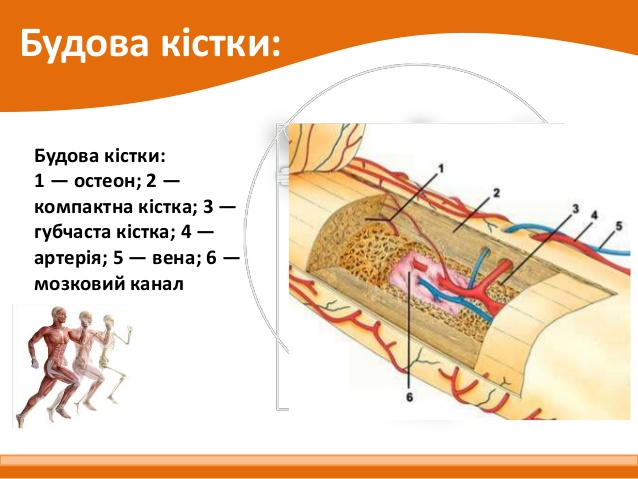 Будова кістки:
Будова кістки:
1 — остеон; 2 —
компактна кістка; 3 —
губчаста кістка; 4 —
артерія; 5 — вена; 6 —
мозковий канал
1
2
3
4
5
6